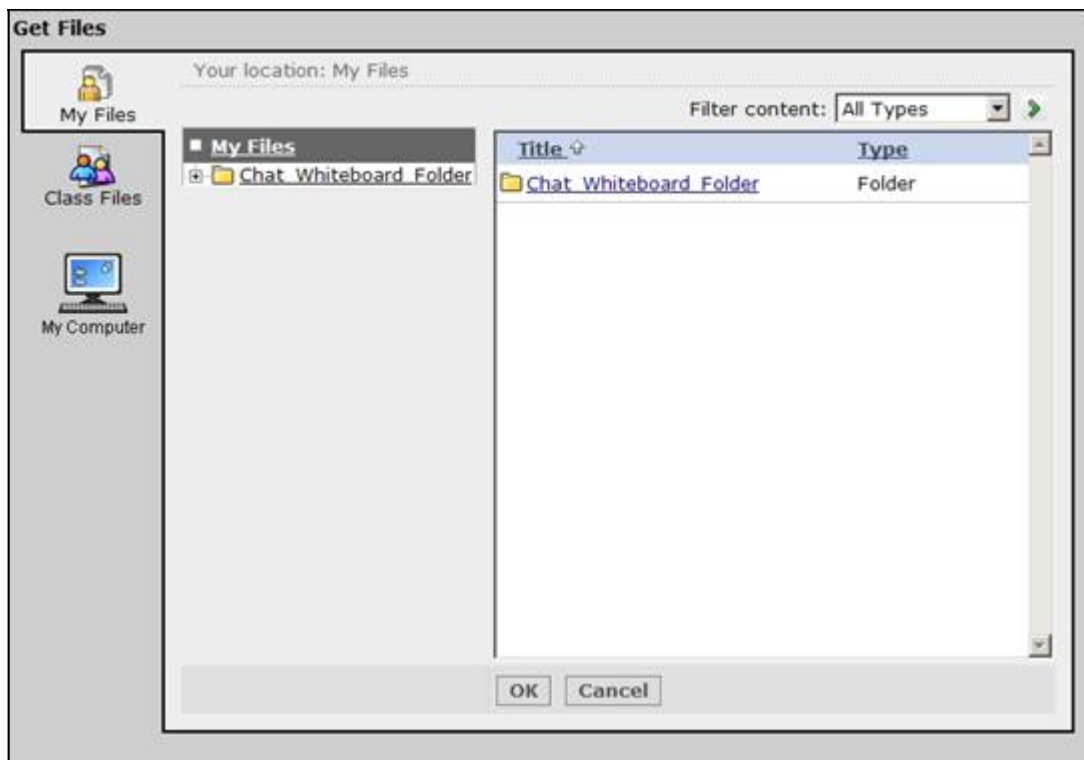 Get Files
My Files
Class Files
My Computer
Your location: My Files
Filter content: All Types
My Files
Chat_Whiteboard_Folder
Title Type
Chat_Whiteboard_Folder Folder
OK Cancel